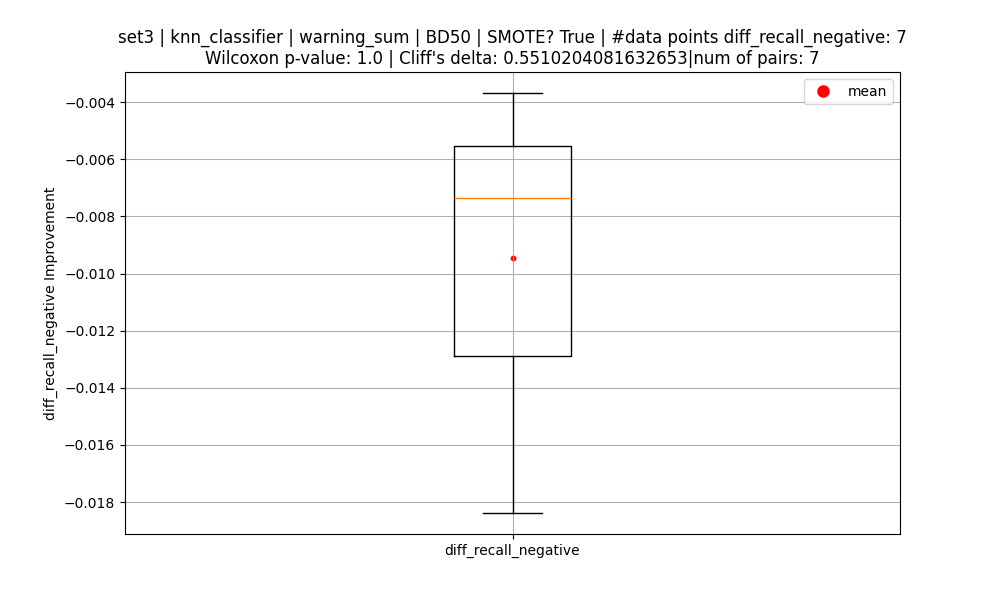 set3 | knn_classifier | warning_sum | BD50 | SMOTE? True | #data points diff_recall_negative: 7
Wilcoxon p-value: 1.0 | Cliff's delta: 0.5510204081632653|num of pairs: 7
mean
−0.004
−0.006
−0.008
−0.010
−0.012
−0.014
−0.016
−0.018
diff_recall_negative Improvement
diff_recall_negative